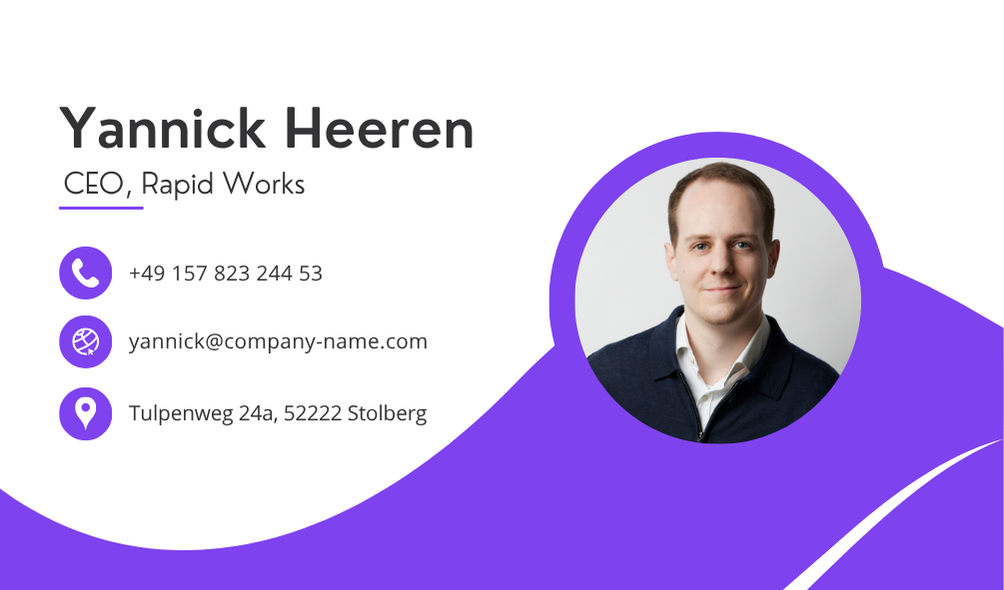 Yannick Heeren
CEO, Rapid Works
+49 157 823 244 53
yannick@company-name.com
Tulpenweg 24a, 52222 Stolberg